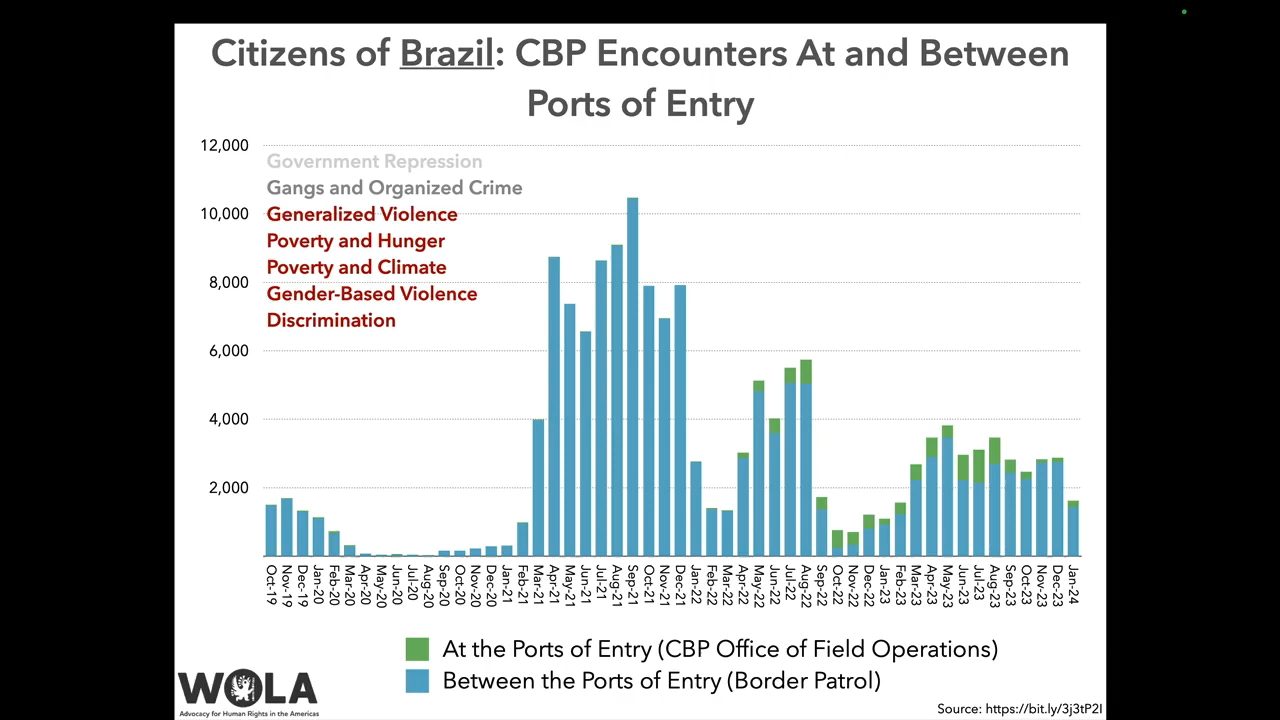 Citizens of Brazil: CBP Encounters At and Between
Ports of Entry
12,000
10,000
8,000
6,000
4,000
2,000
Government Repression
Gangs and Organized Crime
Generalized Violence
Poverty and Hunger
Poverty and Climate
Gender-Based Violence
Discrimination
Oct-19
Nov-19
Dec-19
Jan-20
Feb-20
Mar-20
Apr-20
May-20
Jun-20
Jul-20
Aug-20
Sep-20
Oct-20
Nov-20
Dec-20
Jan-21
Feb-21
Mar-21
Apr-21
May-21
Jun-21
Jul-21
Aug-21
Sep-21
Oct-21
Nov-21
Dec-21
Jan-22
Feb-22
Mar-22
Apr-22
May-22
Jun-22
Jul-22
Aug-22
Sep-22
Oct-22
Nov-22
Dec-22
Jan-23
Feb-23
Mar-23
Apr-23
May-23
Jun-23
Jul-23
Aug-23
Sep-23
Oct-23
Nov-23
Dec-23
Jan-24
At the Ports of Entry (CBP Office of Field Operations)
Between the Ports of Entry (Border Patrol)
WOLA
Advocacy for Human Rights in the Americas
Source: https://bit.ly/3j3tP2I